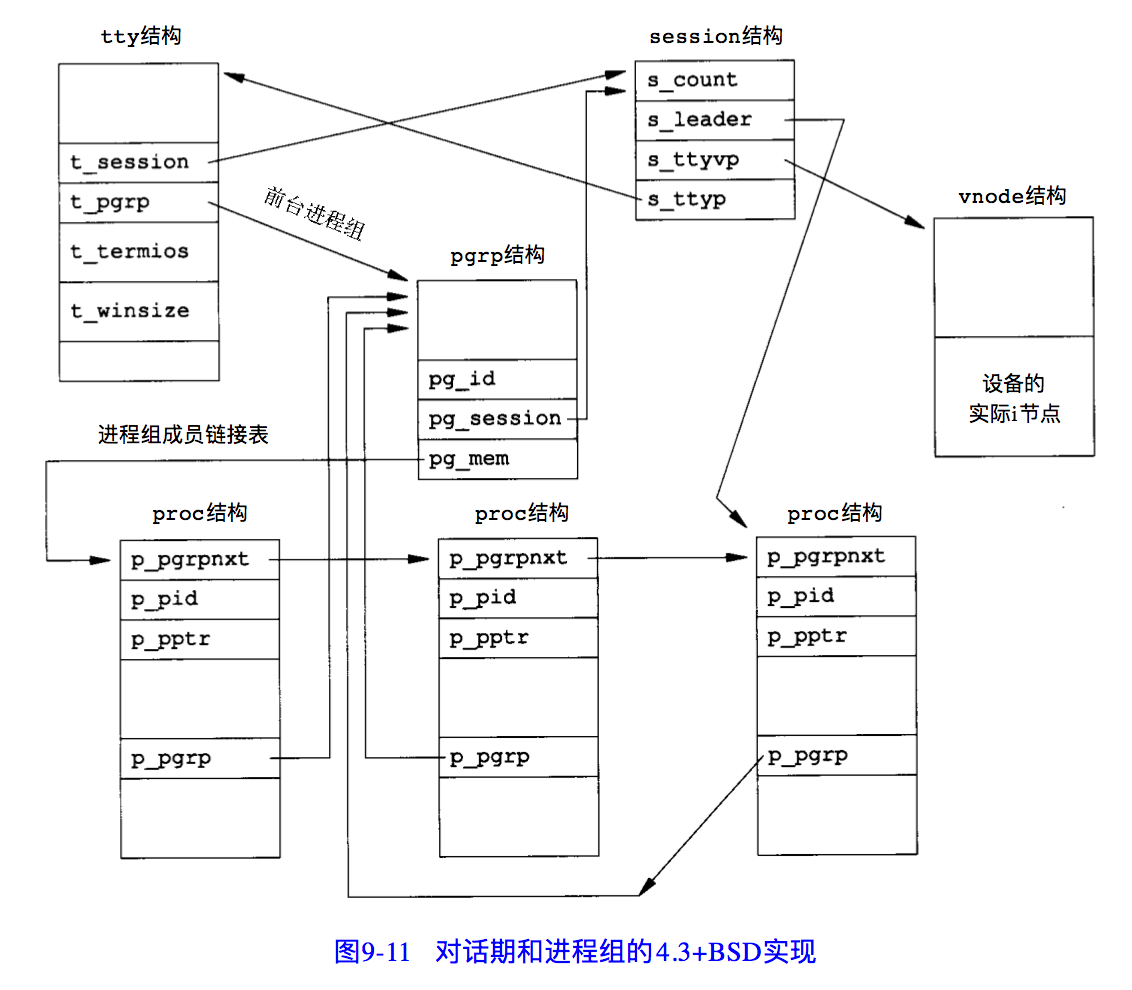 tty结构
t_session
t_pgrp
t_termios
t_winsize
session结构
s_count
s_leader
s_ttyvp
s_ttyp
前台进程组
vnode结构
设备的
实际i节点
pgrp结构
pg_id
pg_session
pg_mem
进程组成员链接表
proc结构
p_pgrpnxt
p_pid
p_pptr
p_pgrp
proc结构
p_pgrpnxt
p_pid
p_pptr
p_pgrp
proc结构
p_pgrpnxt
p_pid
p_pptr
p_pgrp
图9-11 对话期和进程组的4.3+BSD实现